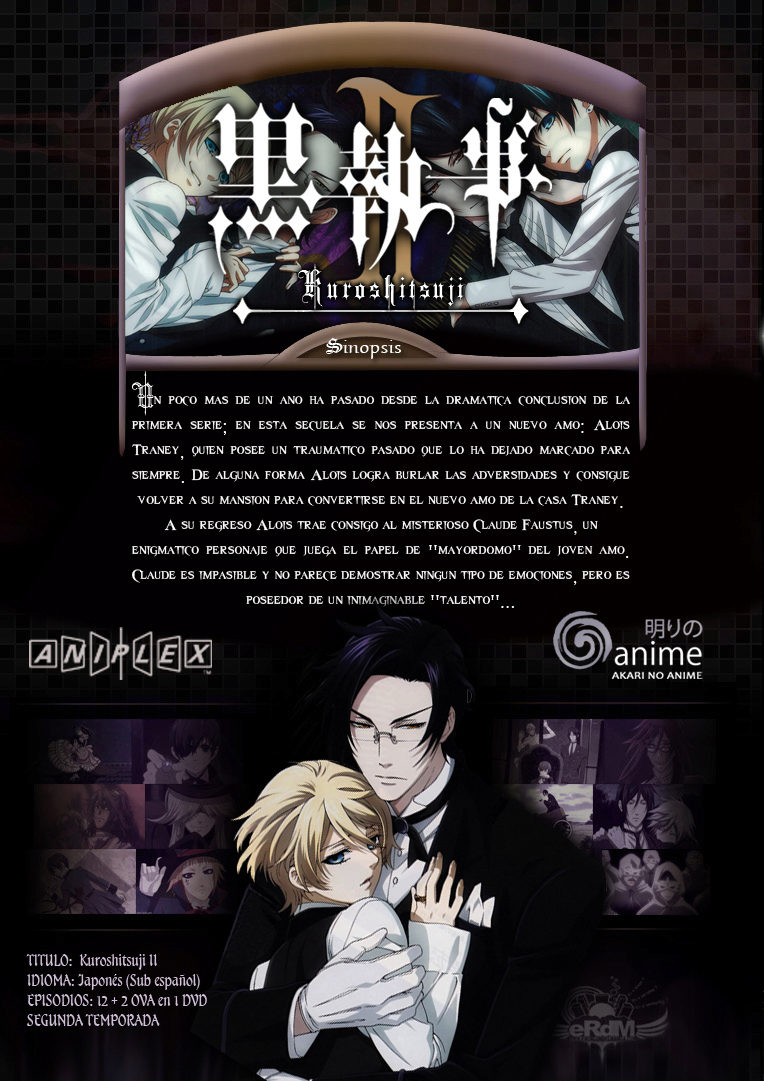 黒執事
II
Kuroshitsuji
Sinopsis
Un poco mas de un ano ha pasado desde la dramatica conclusion de la
primera serie; en esta secuela se nos presenta a un nuevo amo: Alois
Traney, quien posee un traumatico pasado que lo ha dejado marcado para
siempre. De alguna forma Alois logra burlar las adversidades y consigue
volver a su mansion para convertirse en el nuevo amo de la casa Traney.
A su regreso Alois trae consigo al misterioso Claude Faustus, un
enigmatico personaje que juega el papel de "mayordomo" del joven amo.
Claude es impasible y no parece demostrar ningun tipo de emociones, pero es
poseedor de un inimaginable "talento"...
ANIPLEX™
明りの
anime
AKARI NO ANIME
TITULO: Kuroshitsuji II
IDIOMA: Japonés (Sub español)
EPISODIOS: 12 + 2 OVA en 1 DVD
SEGUNDA TEMPORADA
eRdM